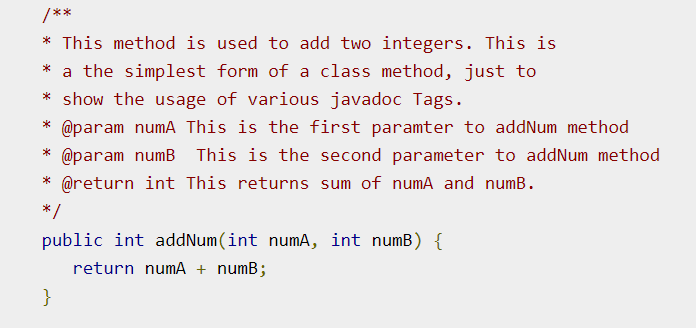 /**
* This method is used to add two integers. This is
* a the simplest form of a class method, just to
* show the usage of various javadoc Tags.
* @param numA This is the first paramter to addNum method
* @param numB  This is the second parameter to addNum method
* @return int This returns sum of numA and numB.
*/
public int addNum(int numA, int numB) {
   return numA + numB;
}